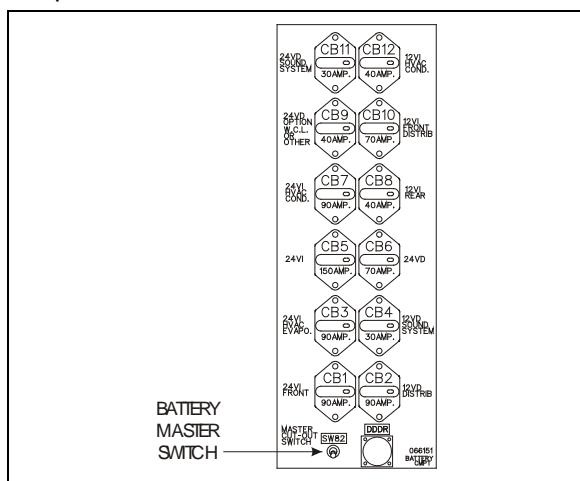 24VD SOUND SYSTEM
CB11
30AMP.
CB12
40AMP.
12VI HVAC COND.
24VD OPTION W.C.L. OR OTHER
CB9
40AMP.
CB10
70AMP.
12VI FRONT DISTRIB
24VI HVAC COND.
CB7
90AMP.
CB8
40AMP.
12VI REAR
24VI
CB5
150AMP.
CB6
70AMP.
24VD
24VI HVAC EVAPO.
CB3
90AMP.
CB4
30AMP.
12VD SOUND SYSTEM
24VI FRONT
CB1
90AMP.
CB2
90AMP.
12VD DISTRIB
BATTERY
MASTER
SWITCH
MASTER
CUT-OUT
SWITCH
SW82
DDDR
066151
BATTERY
CMPT